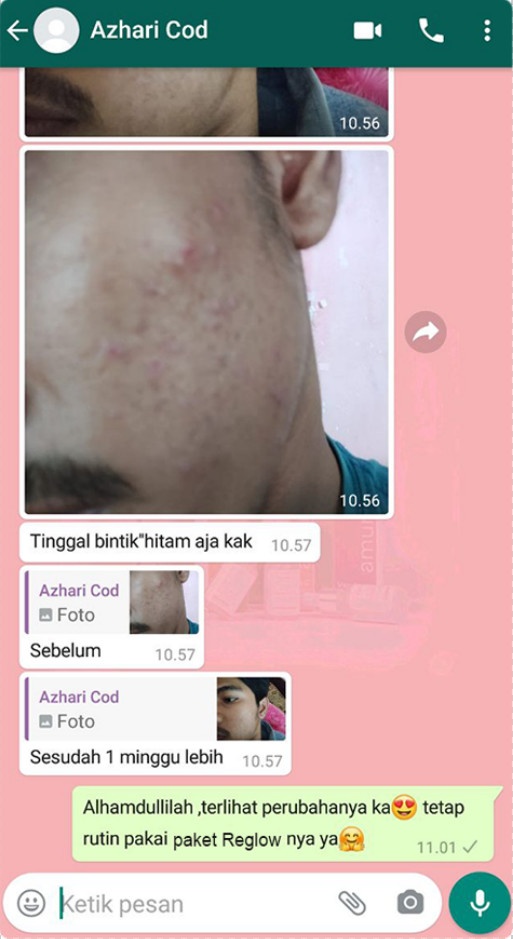 Azhari Cod
10.56
10.56
Tinggal bintik"hitam aja kak 10.57
Azhari Cod
Foto
Sebelum 10.57
Azhari Cod
Foto
Sesudah 1 minggu lebih 10.57
Alhamdullilah ,terlihat perubahanya ka😍 tetap
rutin pakai paket Reglow nya ya🤗 11.01
Ketik pesan